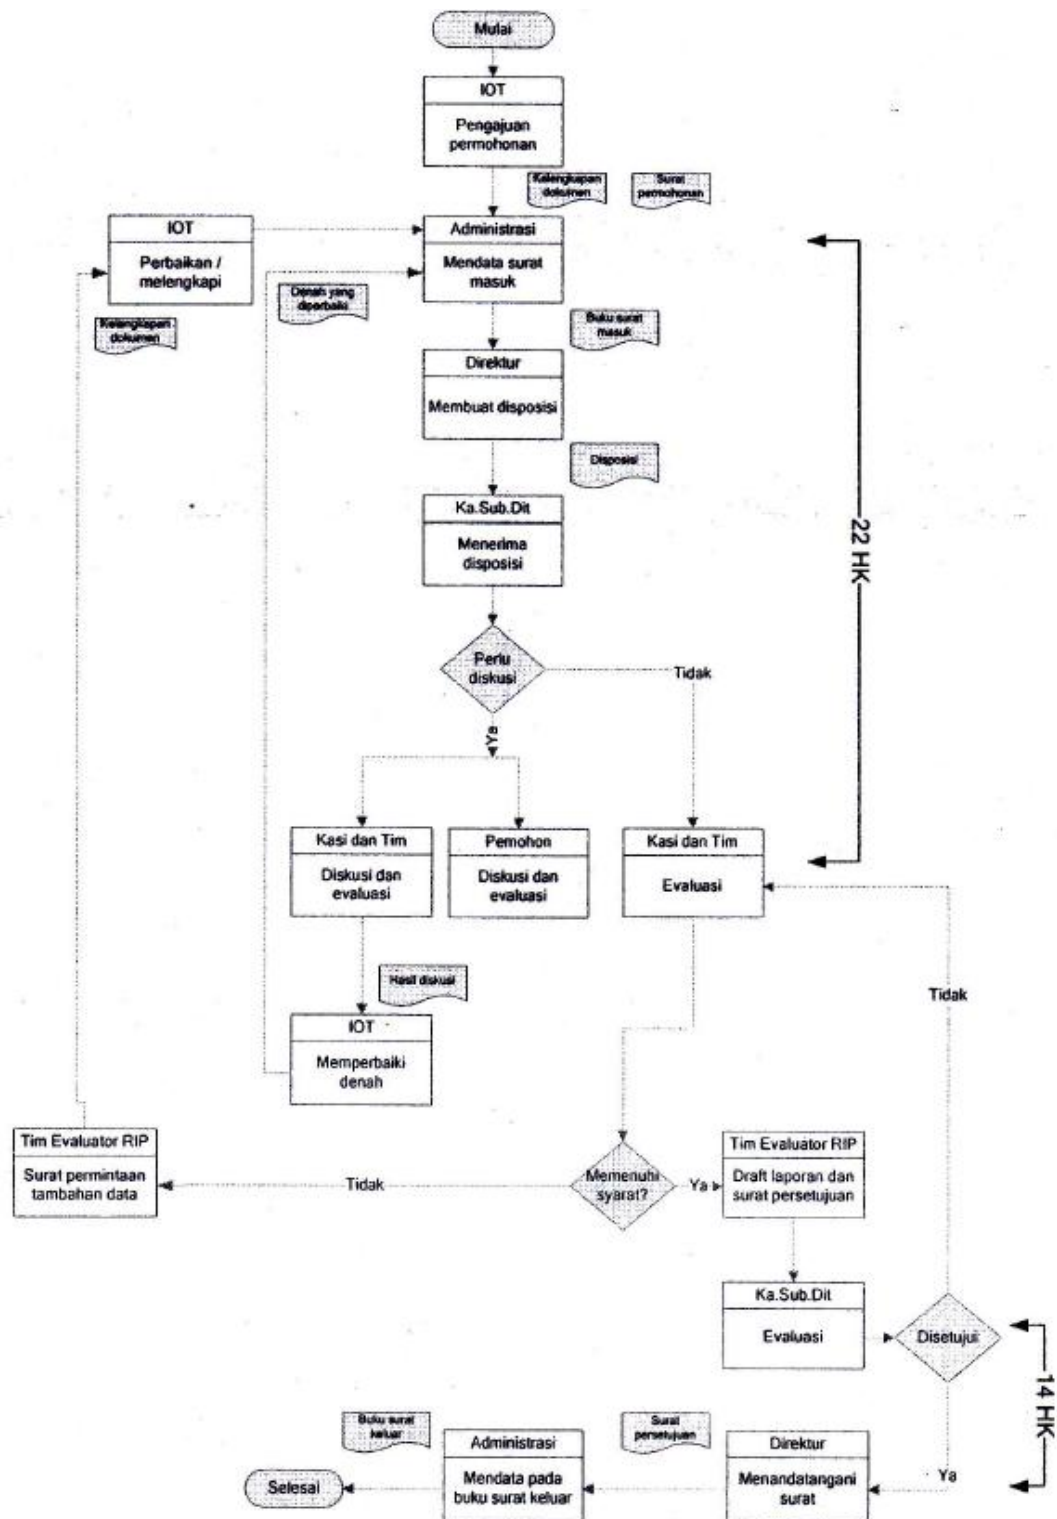 Mulai
IOT
Pengajuan
permohonan
Kelengkapan
dokumen
Surat
permohonan
IOT
Perbaikan /
melengkapi
Administrasi
Mendata surat
masuk
Denah yang
diperbaiki
Kelengkapan
dokumen
Buku surat
masuk
Direktur
Membuat disposisi
Disposisi
Ka.Sub.Dit
Menerima
disposisi
22 HK
Perlu
diskusi
Tidak
Ya
Kasi dan Tim
Diskusi dan
evaluasi
Pemohon
Diskusi dan
evaluasi
Kasi dan Tim
Evaluasi
Hasil diskusi
Tidak
IOT
Memperbaiki
denah
Tim Evaluator RIP
Surat permintaan
tambahan data
Tidak
Memenuhi
syarat?
Ya
Tim Evaluator RIP
Draft laporan dan
surat persetujuan
Ka.Sub.Dit
Evaluasi
Disetujui
14 HK
Buku surat
keluar
Surat
persetujuan
Ya
Selesai
Administrasi
Mendata pada
buku surat keluar
Direktur
Menandatangani
surat